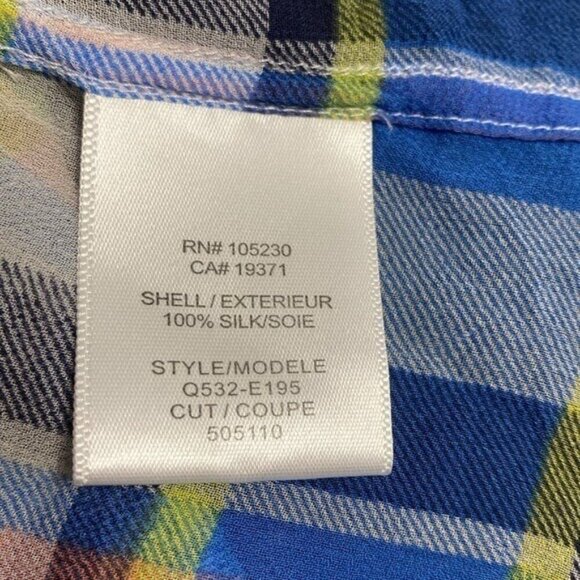 RN# 105230
CA# 19371
SHELL / EXTERIEUR
100% SILK/SOIE
STYLE/MODELE
Q532-E195
CUT / COUPE
505110